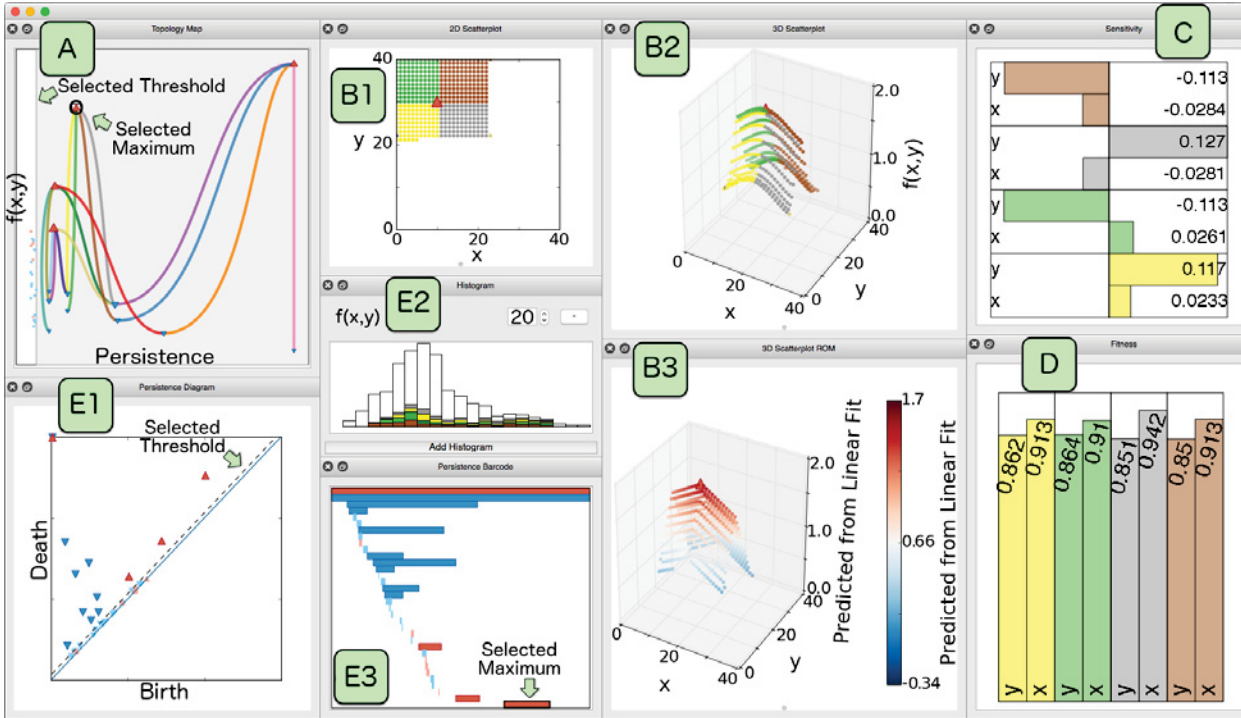 Topology Map
A
Selected Threshold
Selected
Maximum
f(x,y)
Persistence
2D Scatterplot
B1
40
20
0
y
0
20
40
x
3D Scatterplot
B2
2.0
1.0
0.0
f(x,y)
40
20
0
y
0
20
40
x
Sensitivity
C
y -0.113
x -0.0284
y 0.127
x -0.0281
y -0.113
x 0.0261
y 0.117
x 0.0233
Histogram
E2
f(x,y) 20
Add Histogram
3D Scatterplot ROM
B3
2.0
1.0
0.0
Predicted from Linear Fit
40
20
0
y
0
20
40
x
1.7
0.66
-0.34
Predicted from Linear Fit
Fitness
D
0.862
0.913
0.864
0.91
0.851
0.942
0.85
0.913
y x y x y x y x
Persistence Diagram
E1
Selected
Threshold
Death
Birth
Persistence Barcode
E3
Selected
Maximum